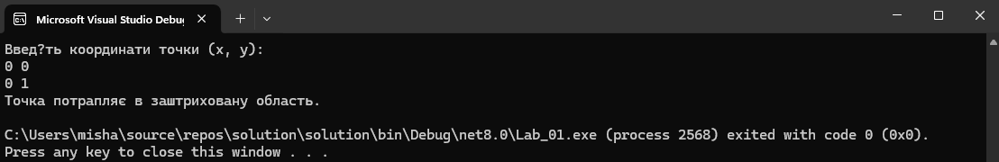 Microsoft Visual Studio Debug
Введ?ть координати точки (x, y):
0 0
0 1
Точка потрапляє в заштриховану область.
C:\Users\misha\source\repos\solution\solution\bin\Debug\net8.0\Lab_01.exe (process 2568) exited with code 0 (0x0).
Press any key to close this window . . .